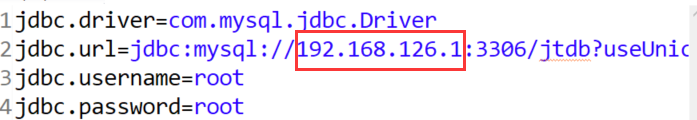 1jdbc.driver=com.mysql.jdbc.Driver
2jdbc.url=jdbc:mysql://192.168.126.1:3306/jtdb?useUnic
3jdbc.username=root
4jdbc.password=root